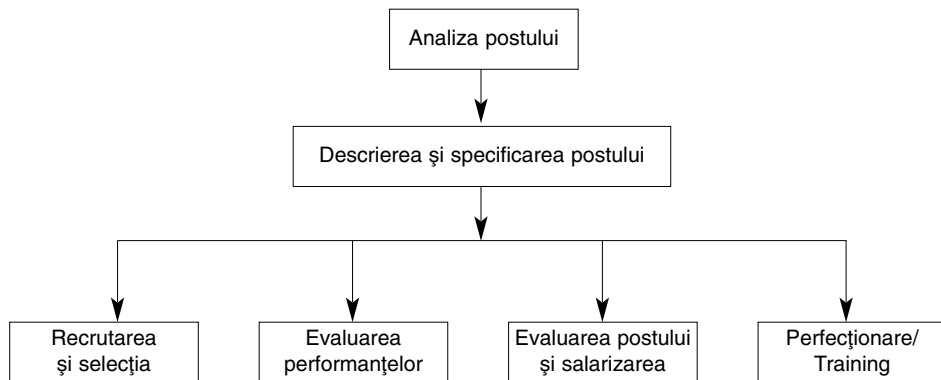 Analiza postului
Descrierea şi specificarea postului
Recrutarea
şi selecţia
Evaluarea
performanţelor
Evaluarea postului
şi salarizarea
Perfecţionare/
Training